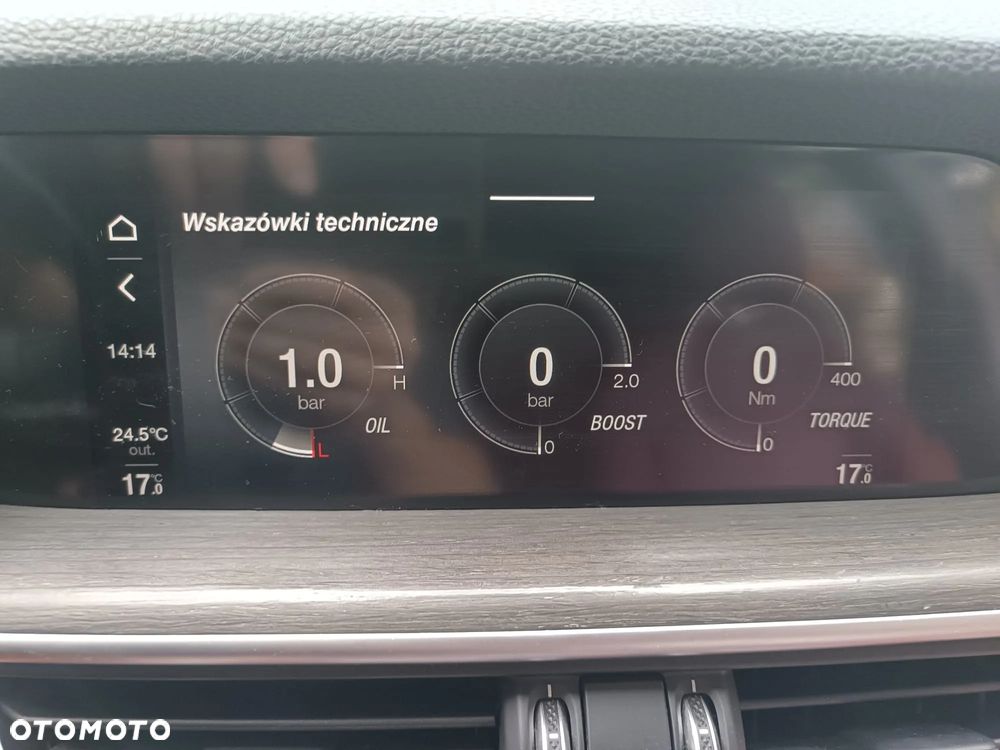 Wskazówki techniczne
14:14
24.5°C
out.
17.0°C
1.0
bar
H
L
OIL
0
bar
2.0
0
BOOST
0
Nm
400
0
TORQUE
17.0°C
OTOMOTO